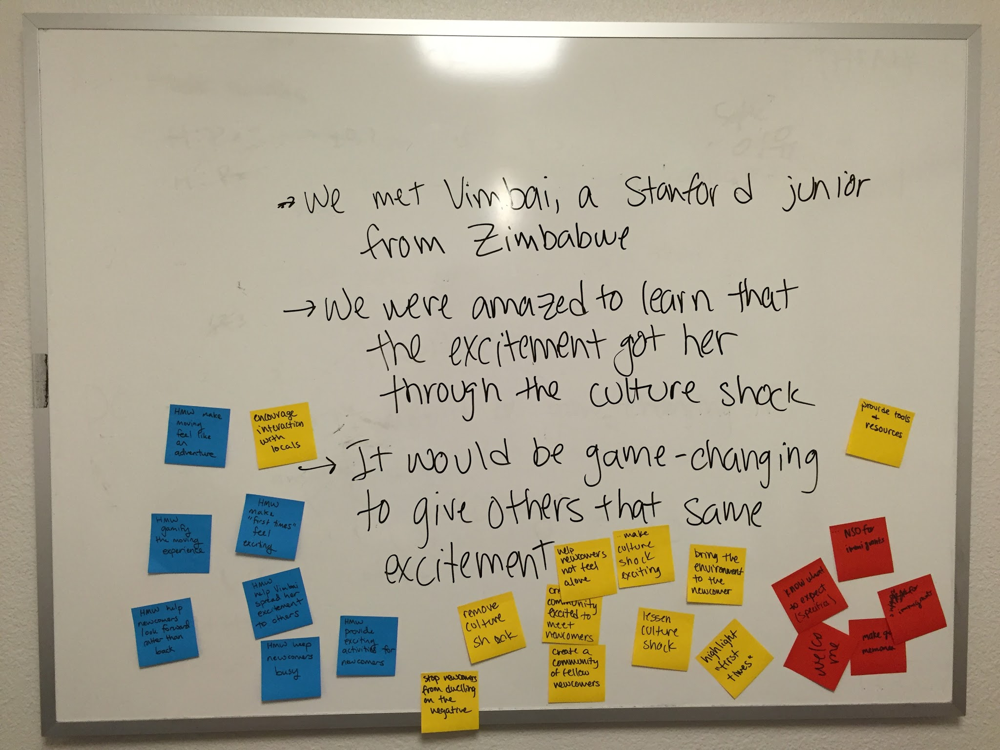 We met Vimbai, a Stanford junior
from Zimbabwe
We were amazed to learn that
the excitement got her
through the culture shock
It would be game-changing
to give others that same
excitement
HMW make
moving
feel like
an
adventure
encourage
interaction
with
locals
provide tools
+
resources
HMW
gamify
the moving
experience
HMW
make
"first times"
feel
exciting
HMW help
newcomers
look forward
rather than
back
HMW
help Vimbai
spread her
excitement
to others
HMW keep
newcomers
busy
HMW
provide
exciting
activities for
newcomers
stop newcomers
from dwelling
on the
negative
remove
culture
shock
help
newcomers
not feel
alone
community
excited to
meet
newcomers
create a
community
of fellow
newcomers
... make
culture
shock
exciting
lessen
culture
shock
bring the
environment
to the
newcomer
highlight
"first
times"
... NSO for
immigrants
know what
to expect
(specifics)
for
immigrants
welco
me
make
memories